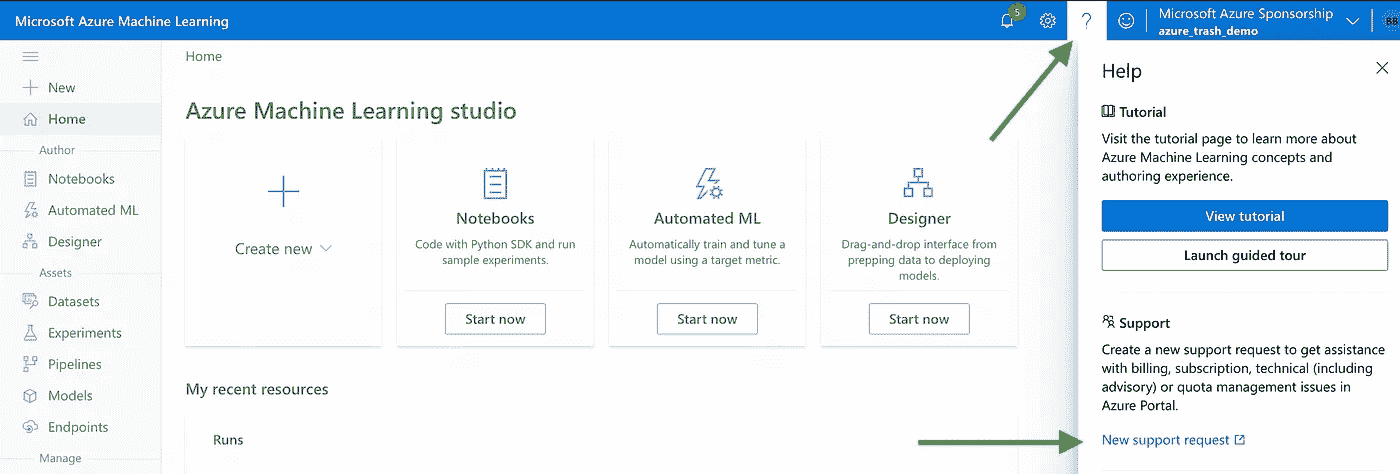 Microsoft Azure Machine Learning
5
?
Microsoft Azure Sponsorship
azure_trash_demo
BB
New
Home
Author
Notebooks
Automated ML
Designer
Assets
Datasets
Experiments
Pipelines
Models
Endpoints
Manage
Home
Azure Machine Learning studio
Create new
Notebooks
Code with Python SDK and run
sample experiments.
Start now
Automated ML
Automatically train and tune a
model using a target metric.
Start now
Designer
Drag-and-drop interface from
prepping data to deploying
models.
Start now
My recent resources
Runs
Help
Tutorial
Visit the tutorial page to learn more about
Azure Machine Learning concepts and
authoring experience.
View tutorial
Launch guided tour
Support
Create a new support request to get assistance
with billing, subscription, technical (including
advisory) or quota management issues in
Azure Portal.
New support request